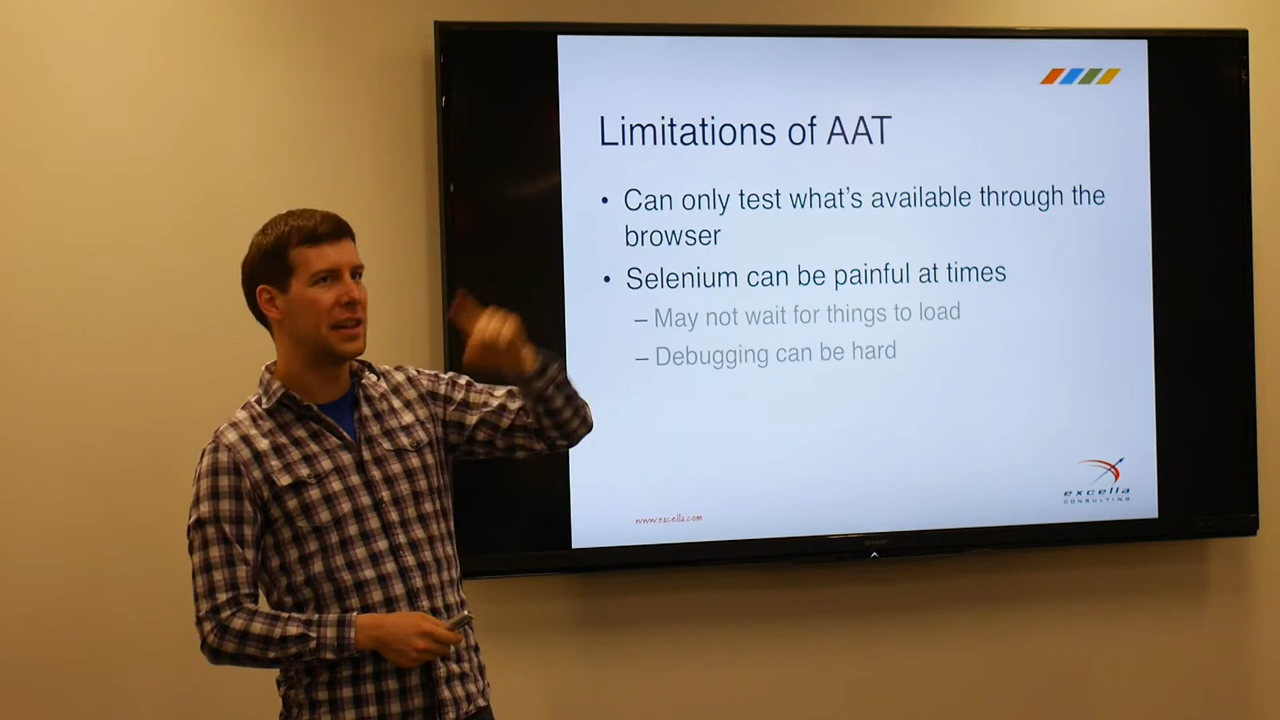 Limitations of AAT
• Can only test what's available through the
browser
• Selenium can be painful at times
– May not wait for things to load
– Debugging can be hard
excella
CONSULTING
www.excella.com
SHARP